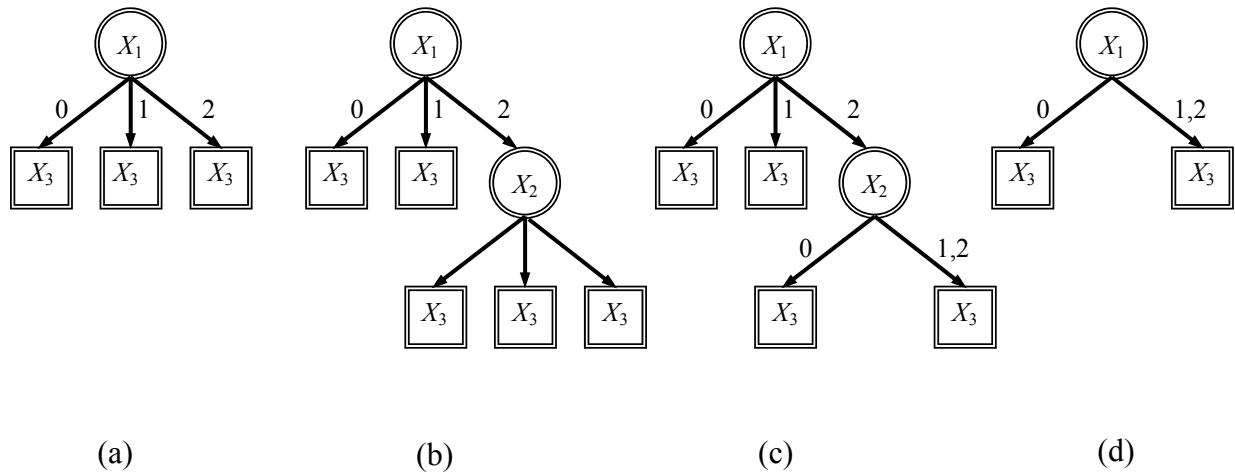 X1 X1 X1 X1
0 1 2 0 1 2 0 1 2 0 1,2
X3 X3 X3 X3 X3 X2 X3 X3 X2 X3 X3
0 1,2
X3 X3 X3 X3 X3
(a) (b) (c) (d)